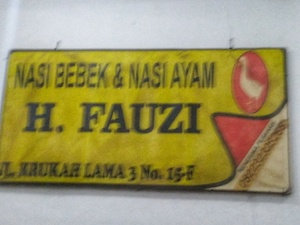 NASI BEBEK & NASI AYAM
H. FAUZI
JL. KRUKAH LAMA 3 No. 15-F